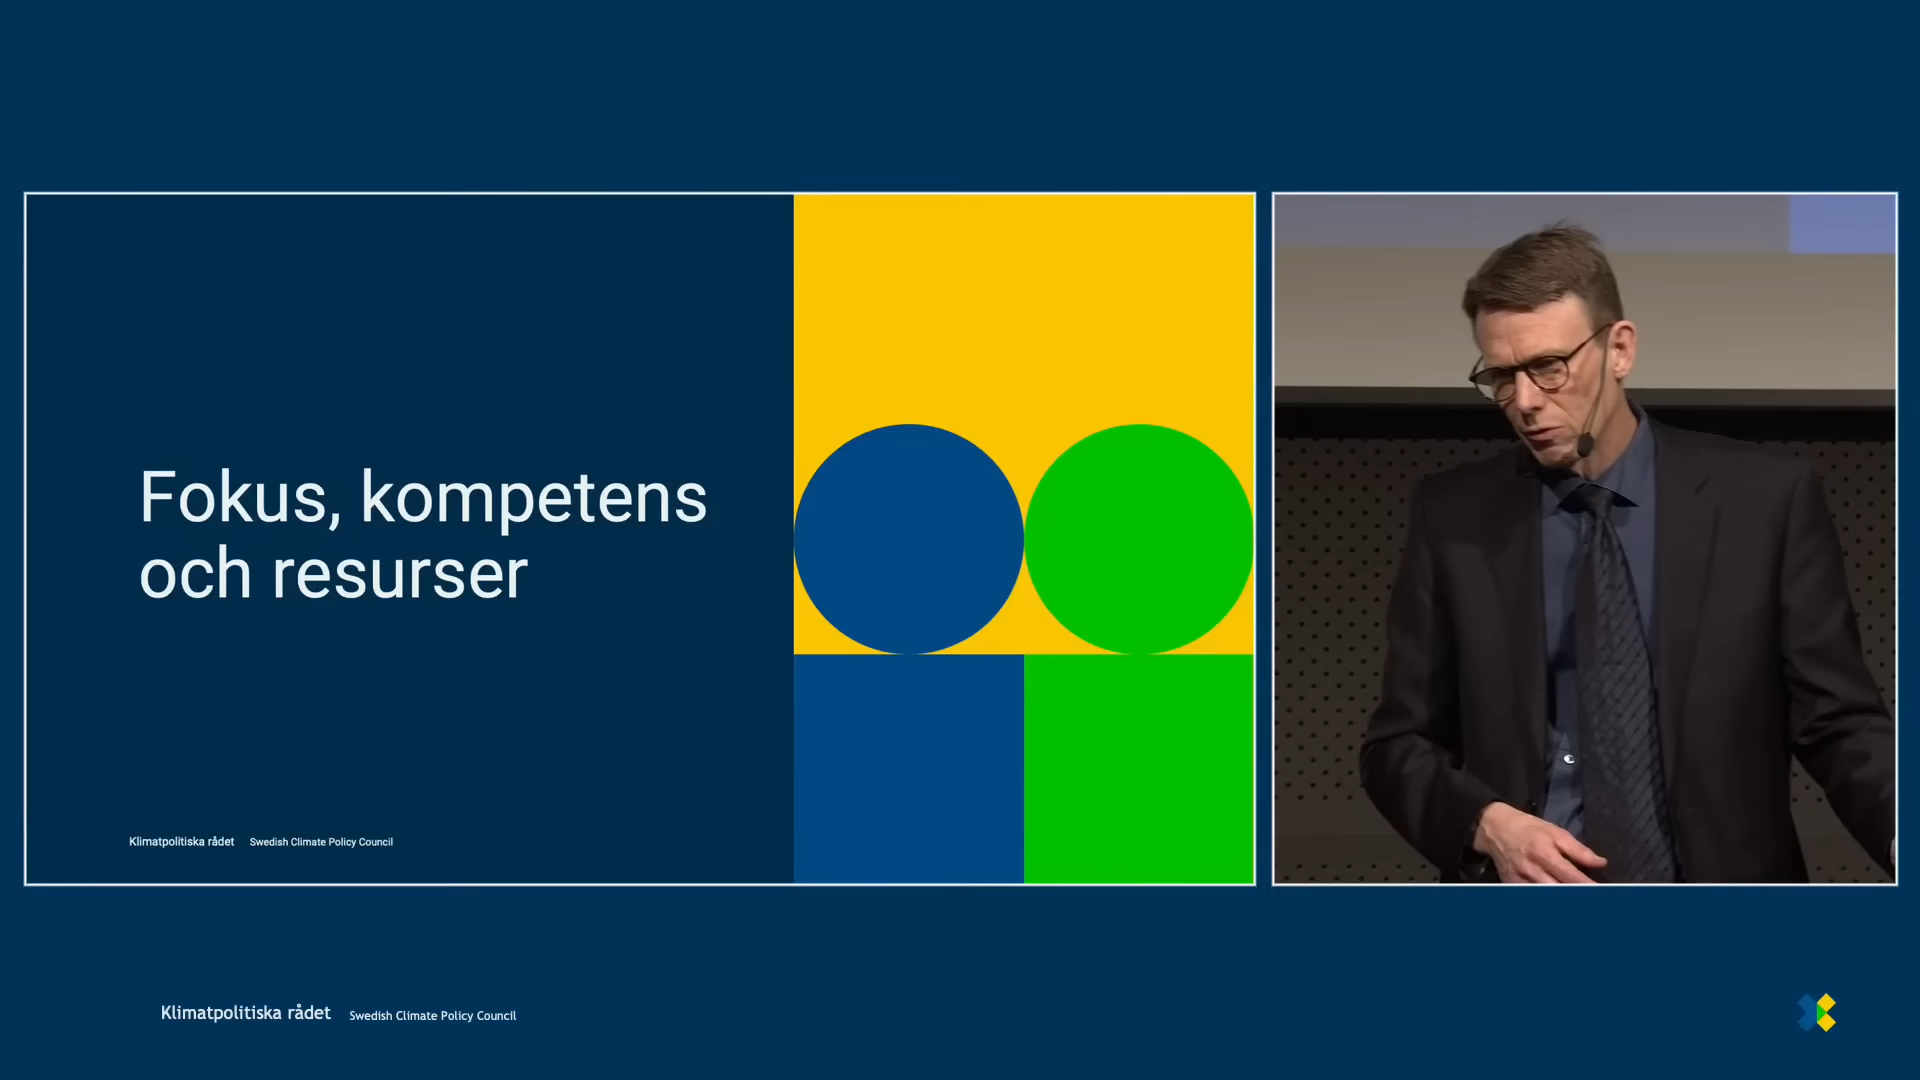 Fokus, kompetens
och resurser
Klimatpolitiska rådet Swedish Climate Policy Council
Klimatpolitiska rådet Swedish Climate Policy Council